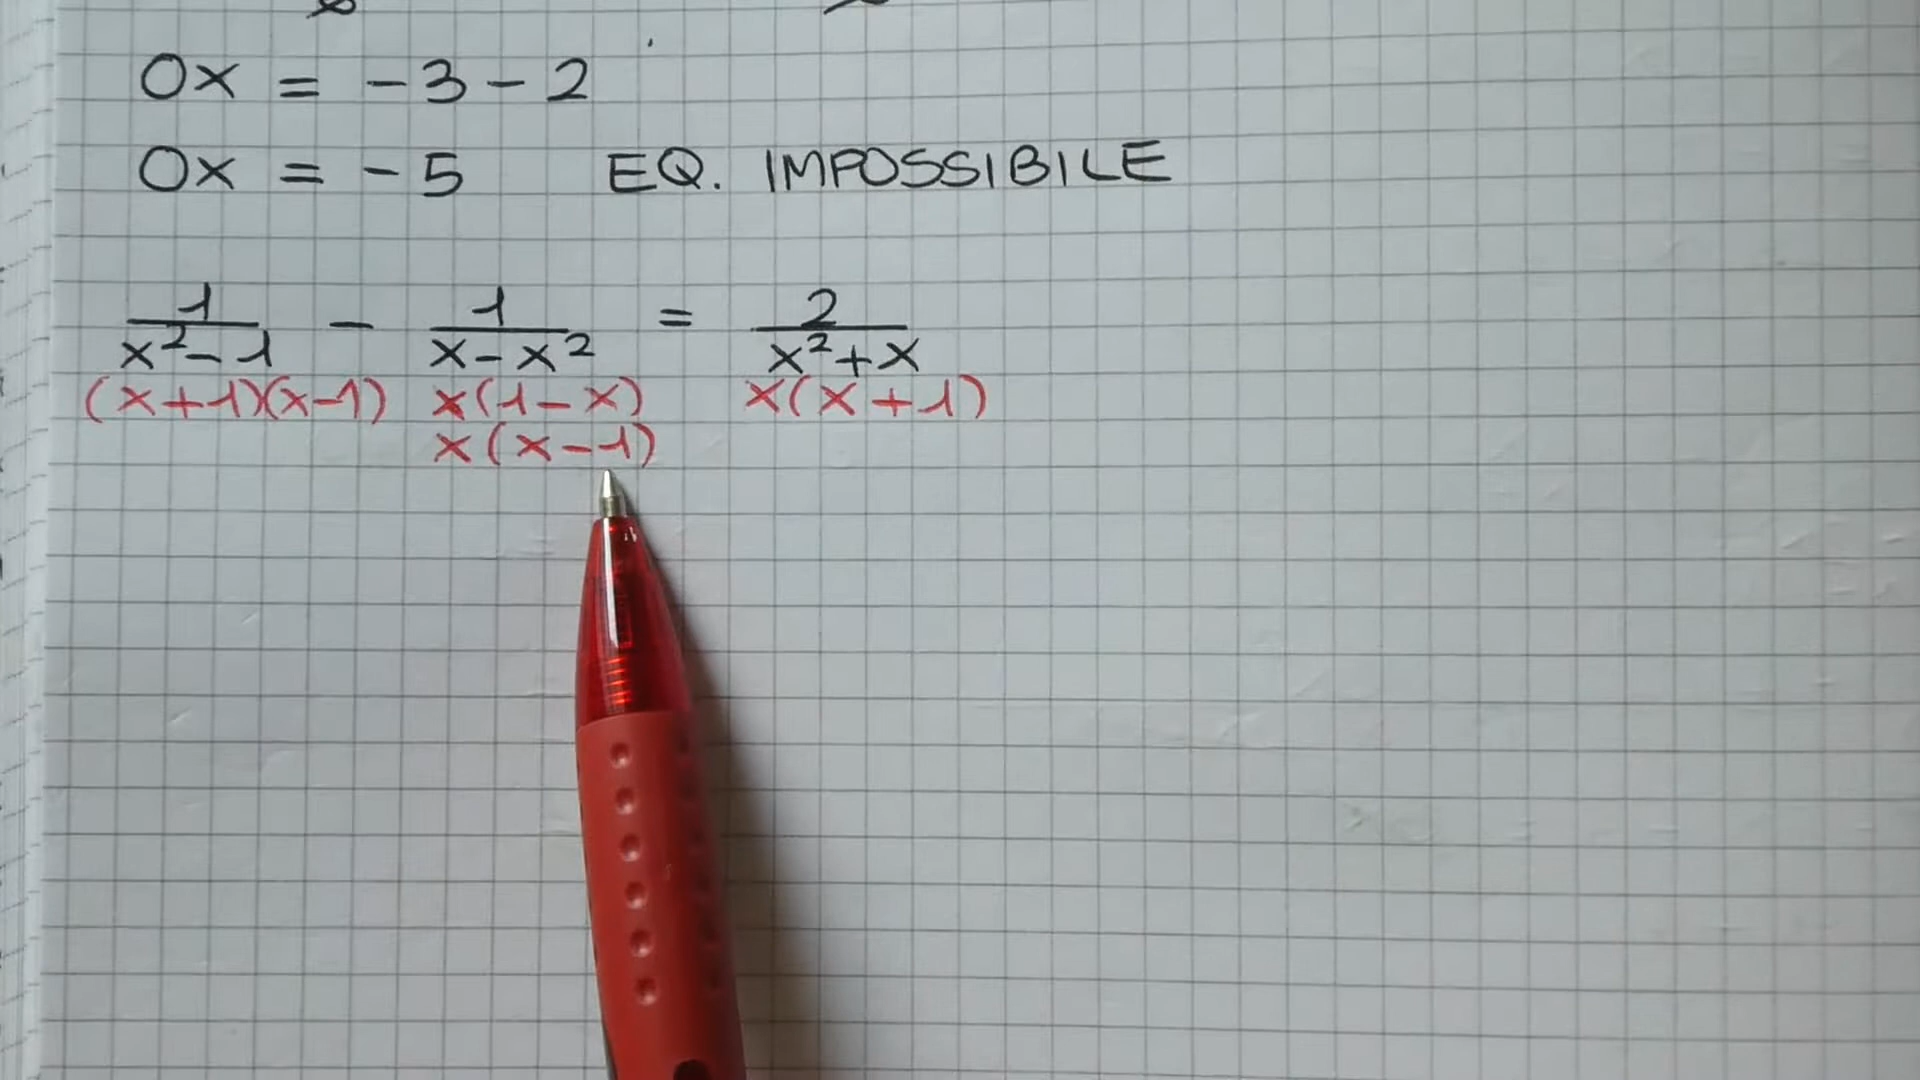 0x = -3 - 2
0x = -5 EQ. IMPOSSIBILE
1/(x²-1) - 1/(x-x²) = 2/(x²+x)
(x+1)(x-1) x(1-x) x(x+1)
x(x-1)